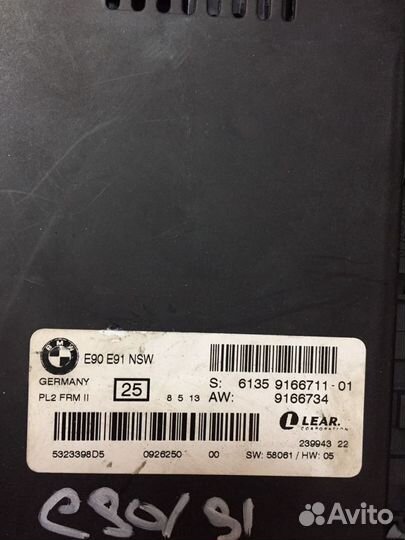 BMW
E90 E91 NSW
GERMANY
PL2 FRM II
25
8 5 13
S: 6135 9166711-01
AW: 9166734
LEAR.
CORPORATION
239943 22
5323398D5 0926250 00 SW: 58061 / HW: 05
e90/91
Avito